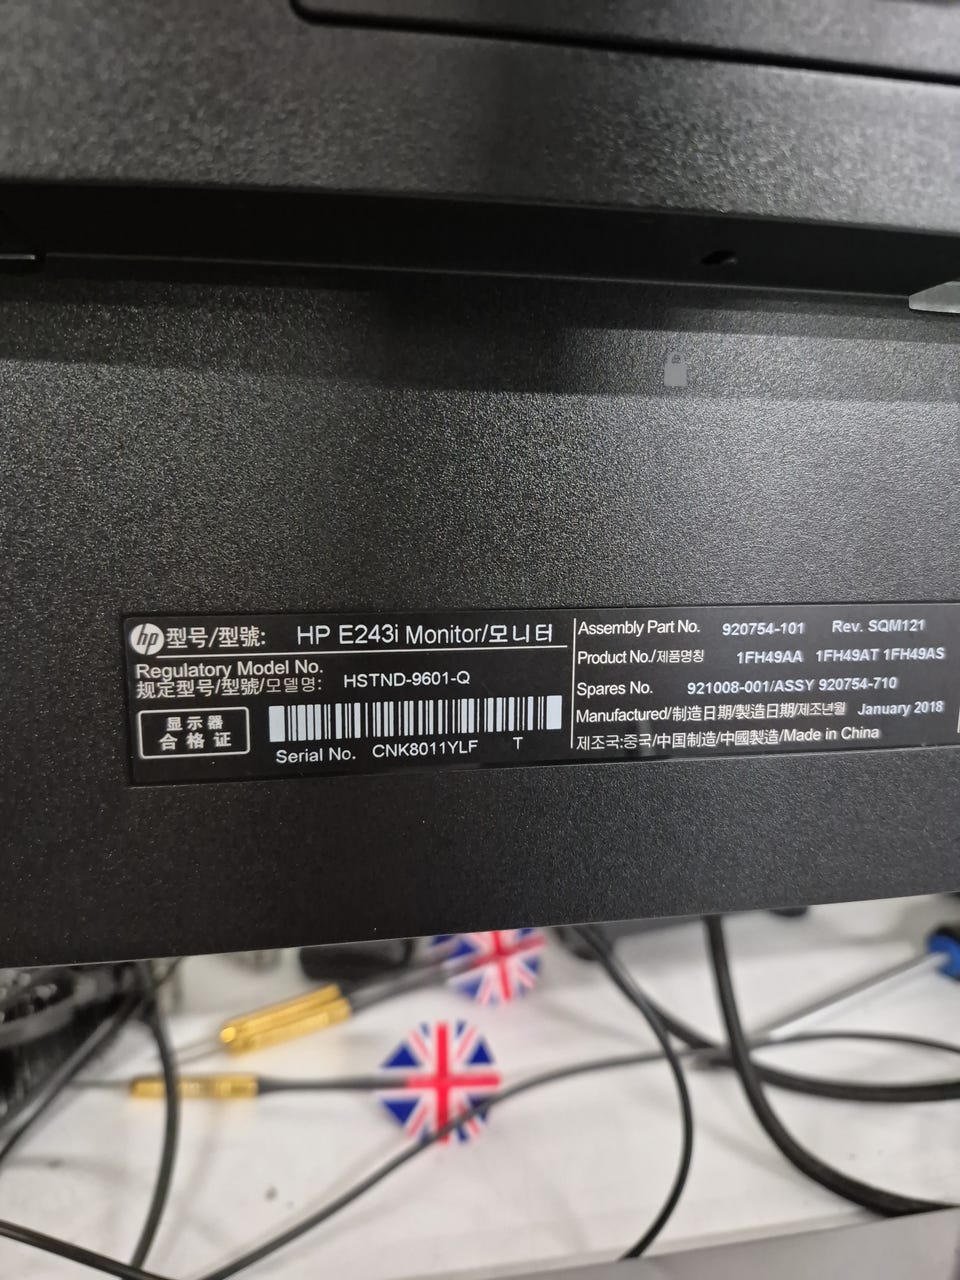 hp 型号/型號: HP E243i Monitor/모니터
Regulatory Model No.
规定型号/型號/모델명: HSTND-9601-Q
显示器
合格证
Serial No. CNK8011YLF T
Assembly Part No. 920754-101 Rev. SQM121
Product No./제품명칭 1FH49AA 1FH49AT 1FH49AS
Spares No. 921008-001/ASSY 920754-710
Manufactured/制造日期/製造日期/제조년월 January 2018
제조국:중국/中国制造/中國製造/Made in China